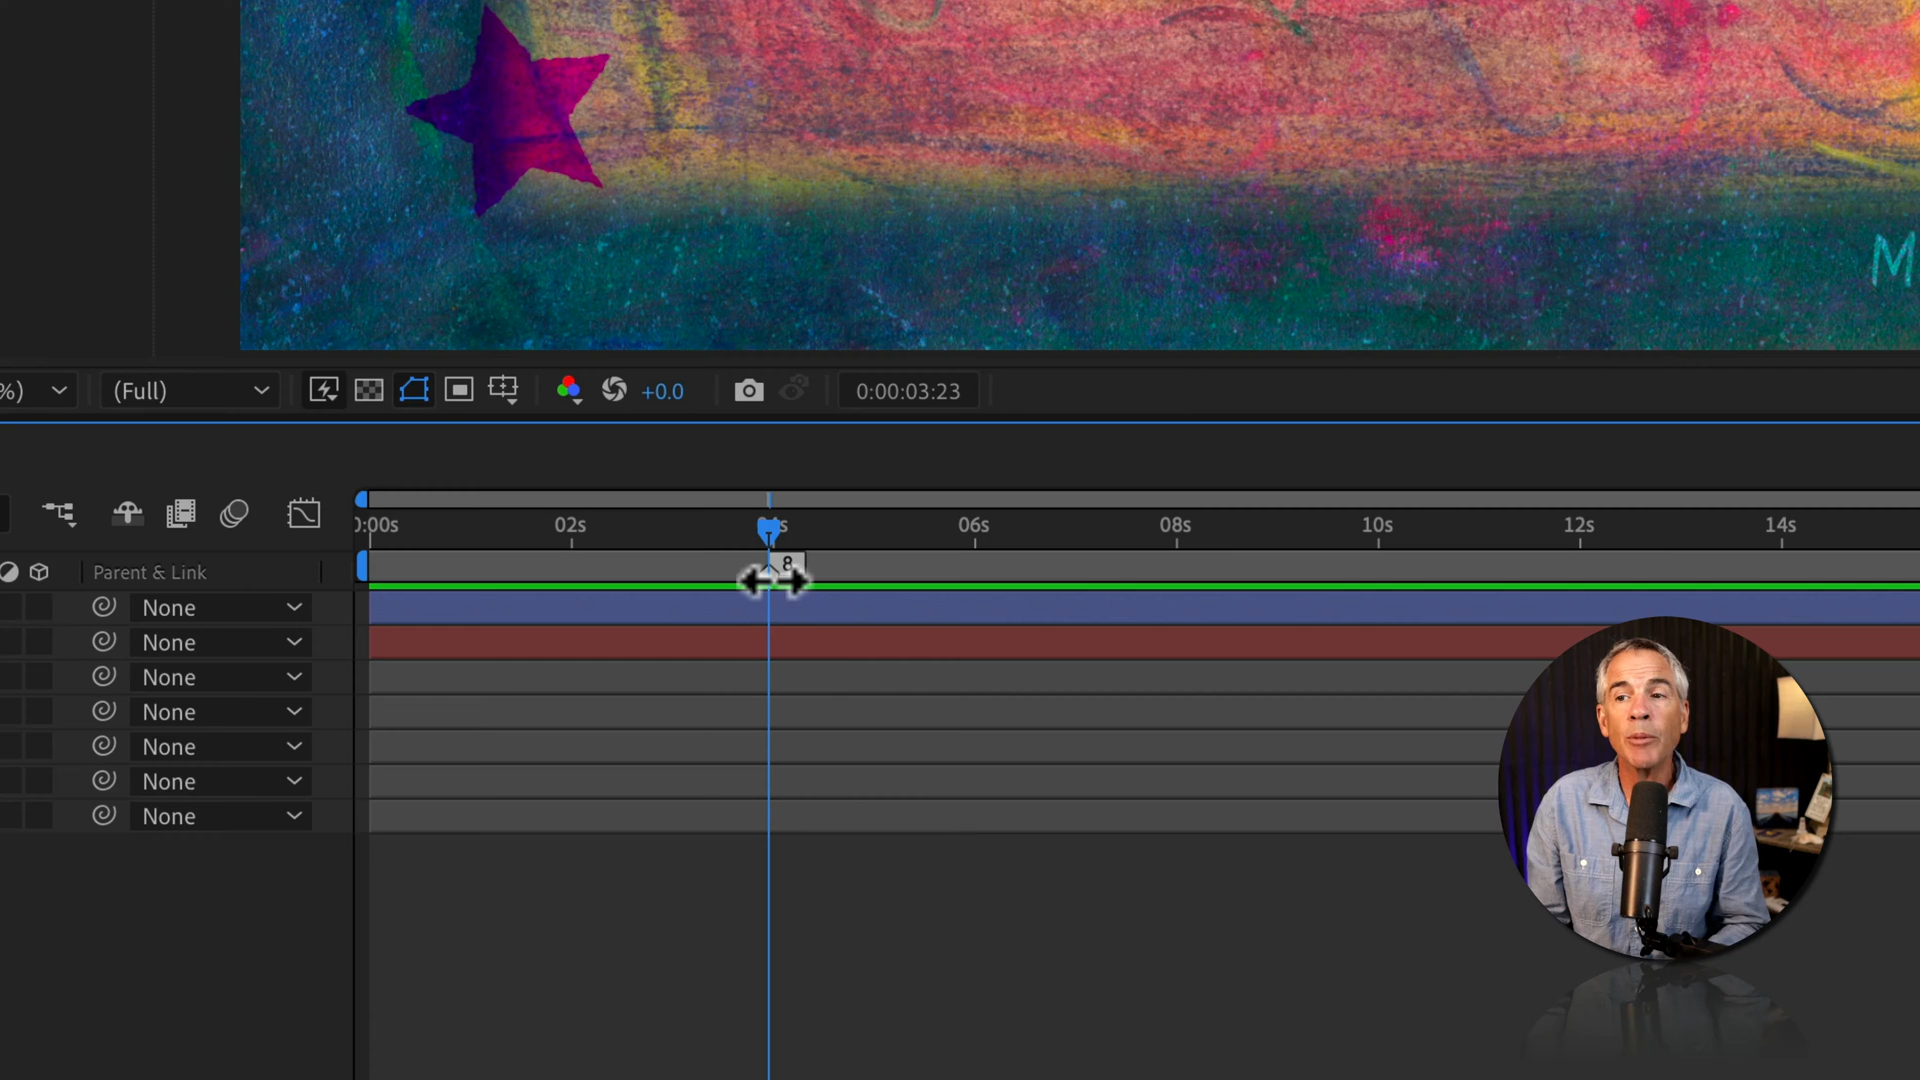 M
%)
(Full)
+0.0
0:00:03:23
0:00s 02s 04s 06s 08s 10s 12s 14s
8
Parent & Link
None
None
None
None
None
None
None